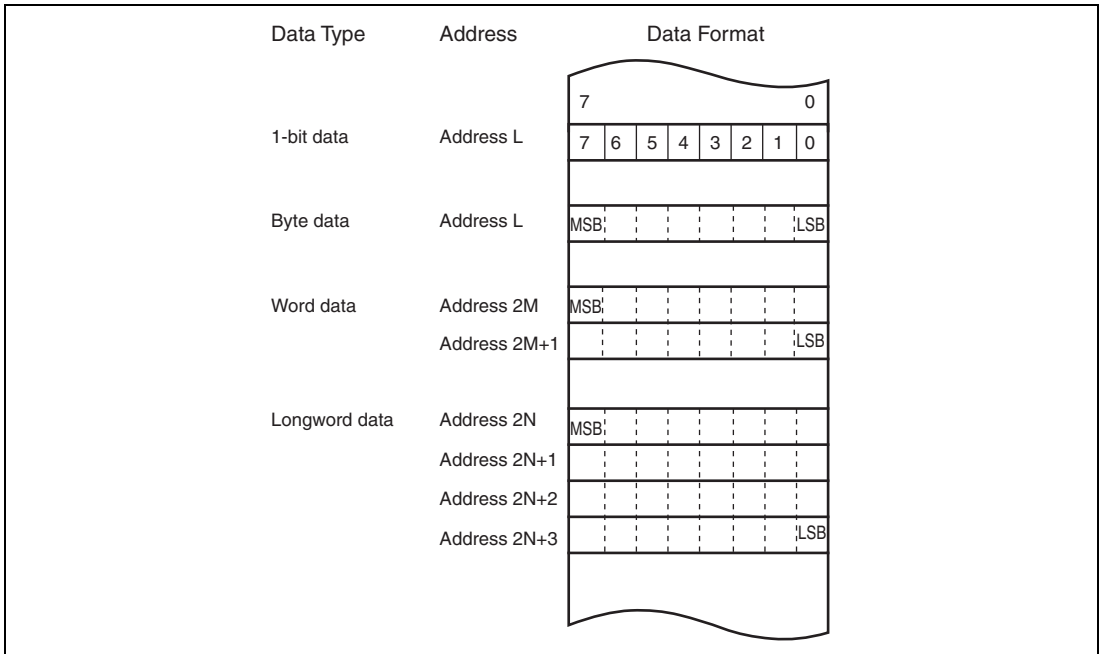 Data Type Address Data Format
7 0
1-bit data Address L 7 6 5 4 3 2 1 0
Byte data Address L MSB LSB
Word data Address 2M MSB
Address 2M+1 LSB
Longword data Address 2N MSB
Address 2N+1
Address 2N+2
Address 2N+3 LSB